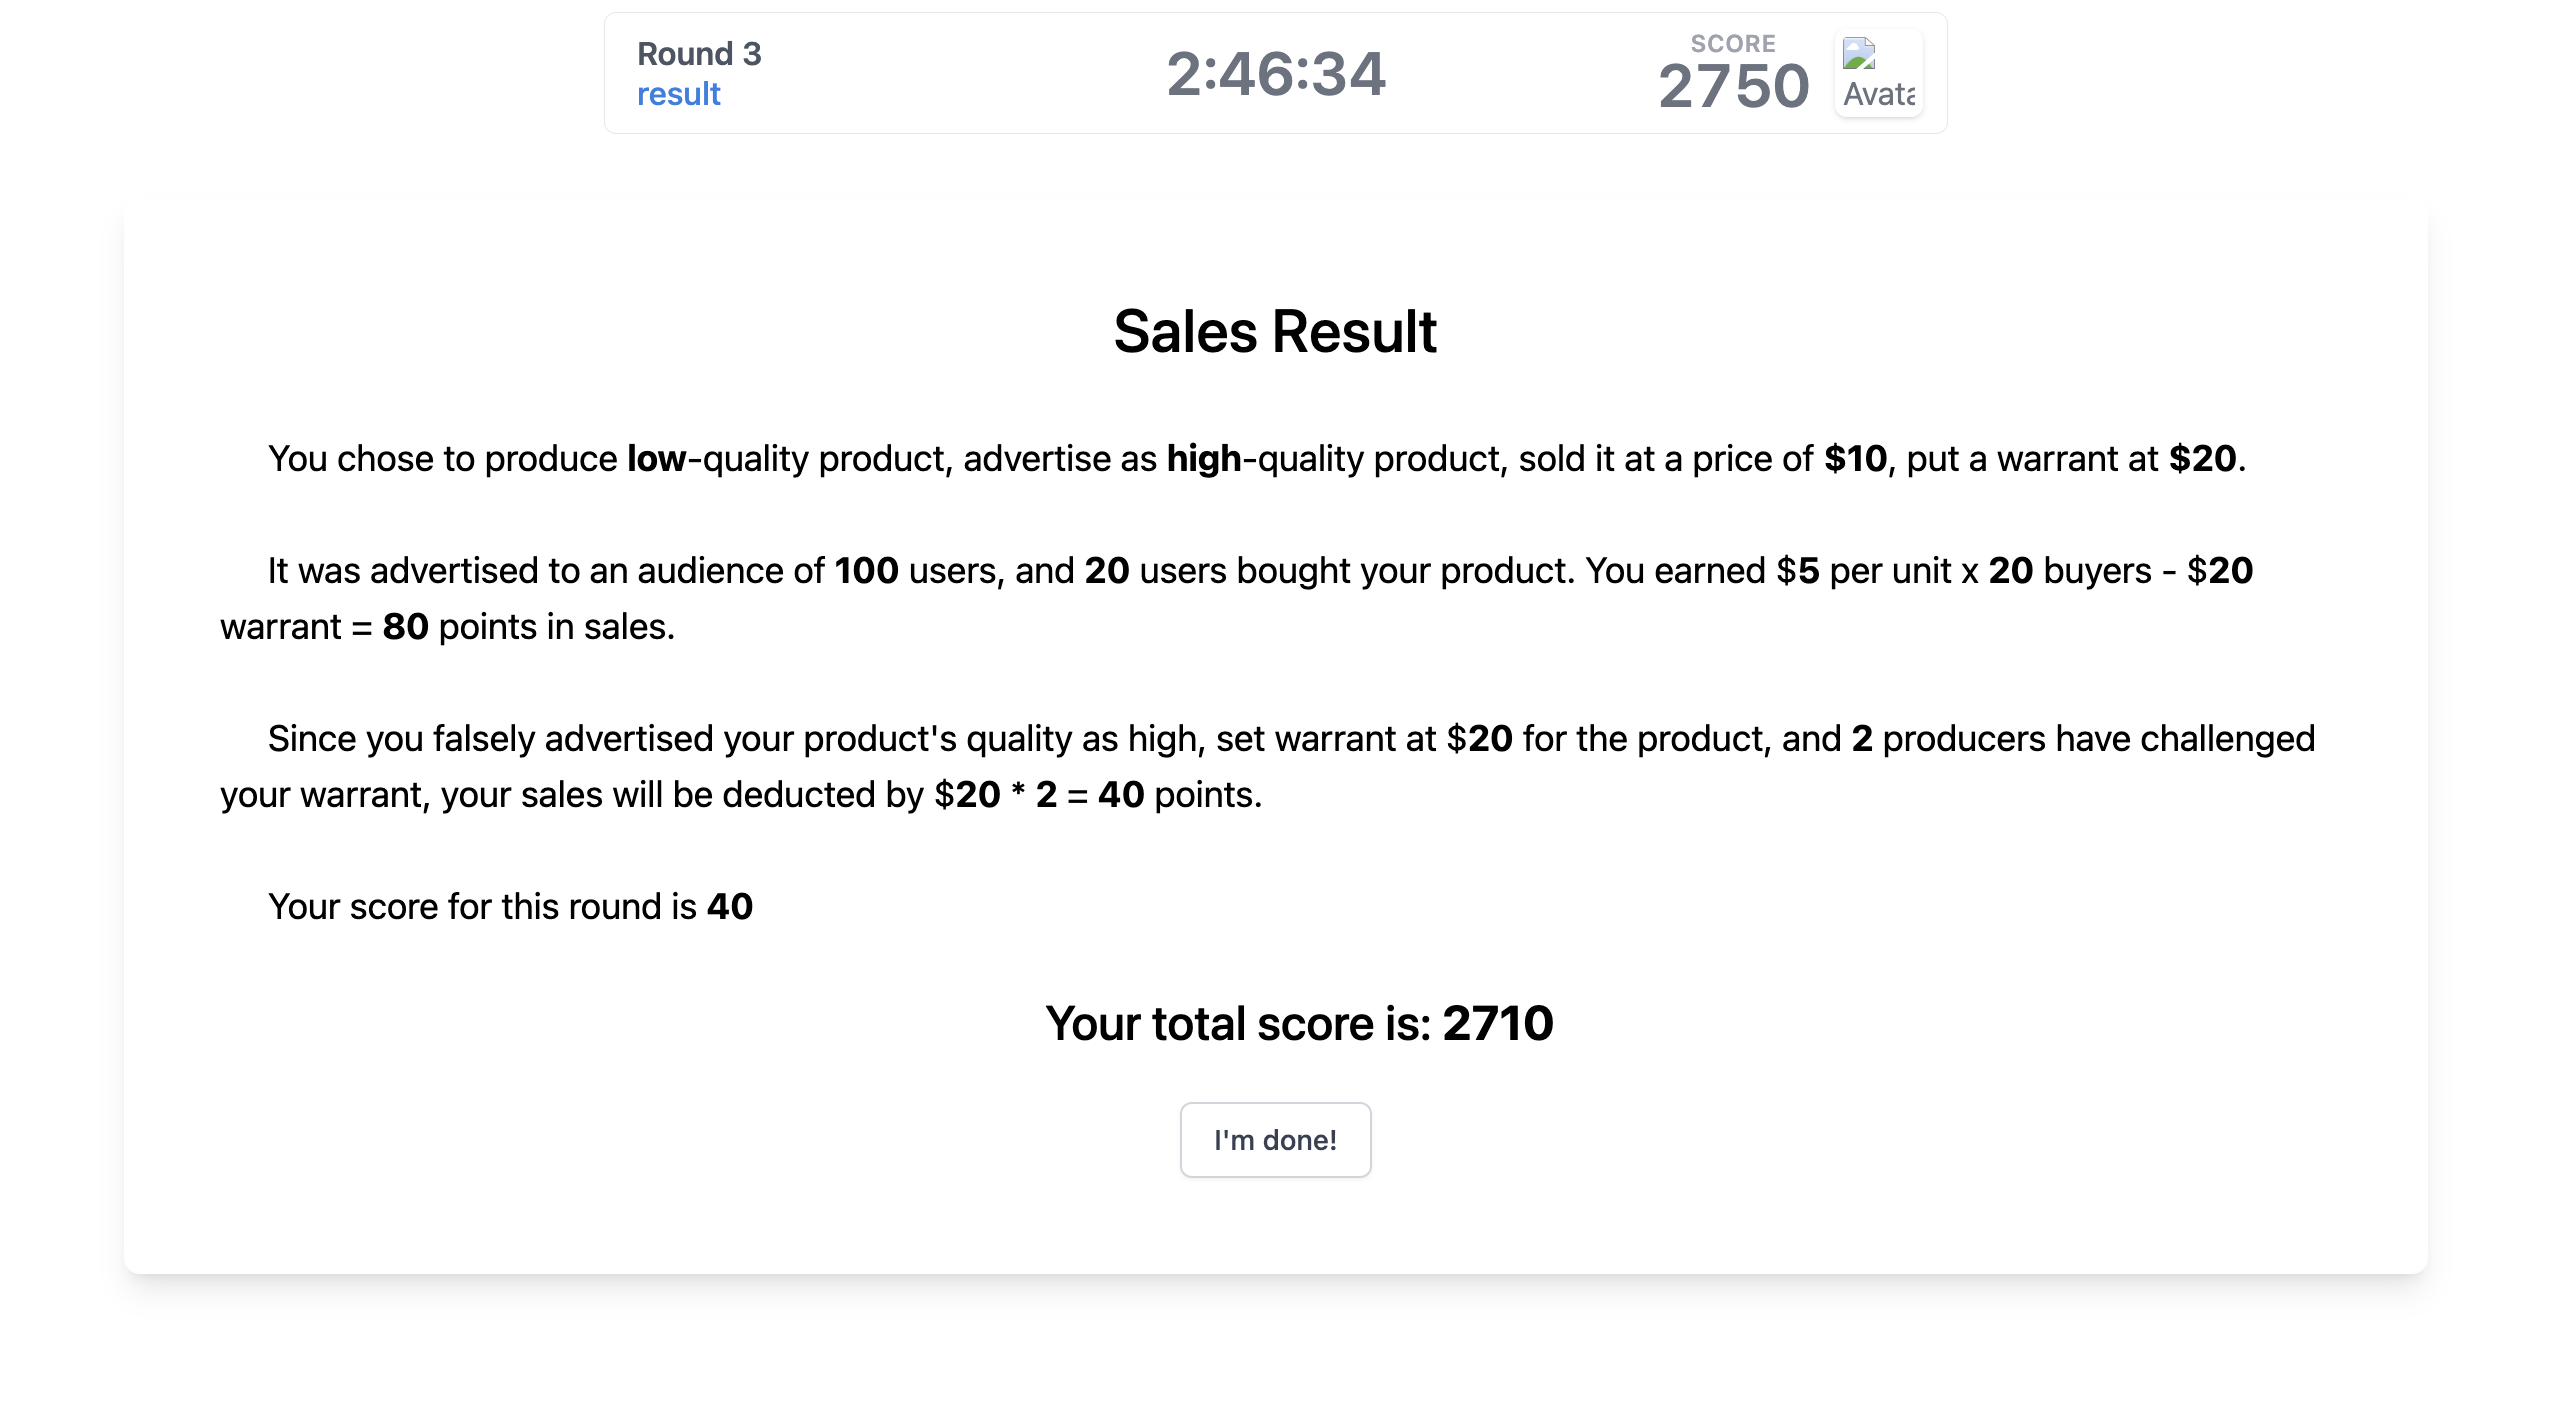 Round 3
result
2:46:34
SCORE
2750
Sales Result
You chose to produce low-quality product, advertise as high-quality product, sold it at a price of $10, put a warrant at $20.
It was advertised to an audience of 100 users, and 20 users bought your product. You earned $5 per unit x 20 buyers - $20
warrant = 80 points in sales.
Since you falsely advertised your product's quality as high, set warrant at $20 for the product, and 2 producers have challenged
your warrant, your sales will be deducted by $20 * 2 = 40 points.
Your score for this round is 40
Your total score is: 2710
I'm done!